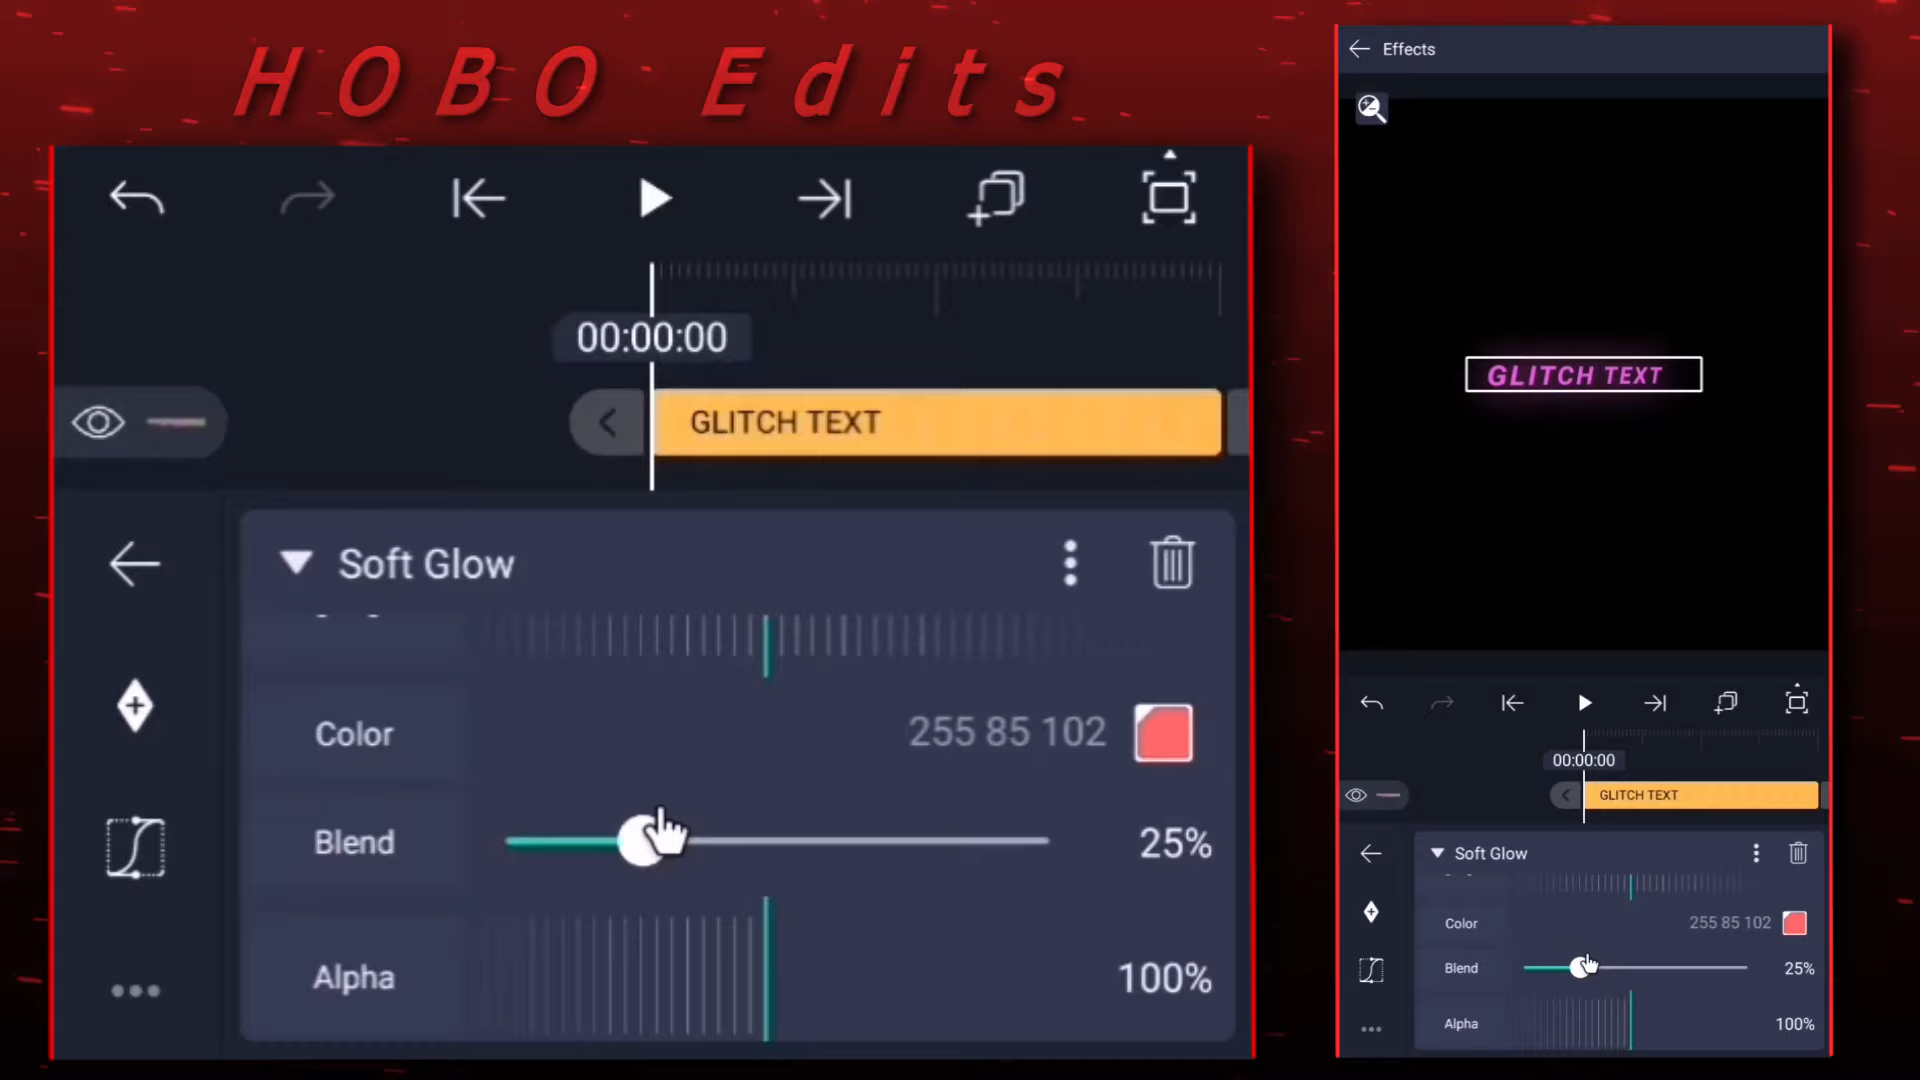 HOBO Edits
00:00:00
GLITCH TEXT
Soft Glow
Color 255 85 102
Blend 25%
Alpha 100%
Effects
GLITCH TEXT
00:00:00
GLITCH TEXT
Soft Glow
Color 255 85 102
Blend 25%
Alpha 100%